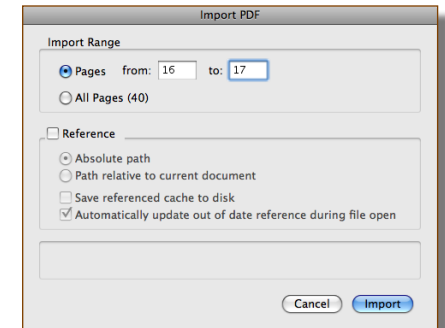 Import PDF
Import Range
Pages from: 16 to: 17
All Pages (40)
Reference
Absolute path
Path relative to current document
Save referenced cache to disk
Automatically update out of date reference during file open
Cancel Import